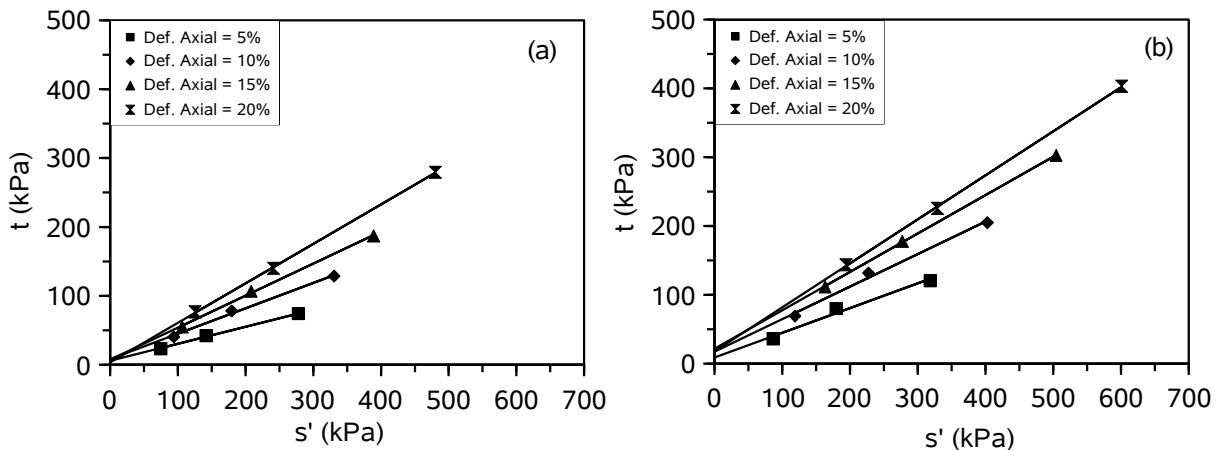 500
400
300
200
100
0
t (kPa)
Def. Axial = 5%
Def. Axial = 10%
Def. Axial = 15%
Def. Axial = 20%
(a)
0 100 200 300 400 500 600 700
s' (kPa)
500
400
300
200
100
0
t (kPa)
Def. Axial = 5%
Def. Axial = 10%
Def. Axial = 15%
Def. Axial = 20%
(b)
0 100 200 300 400 500 600 700
s' (kPa)